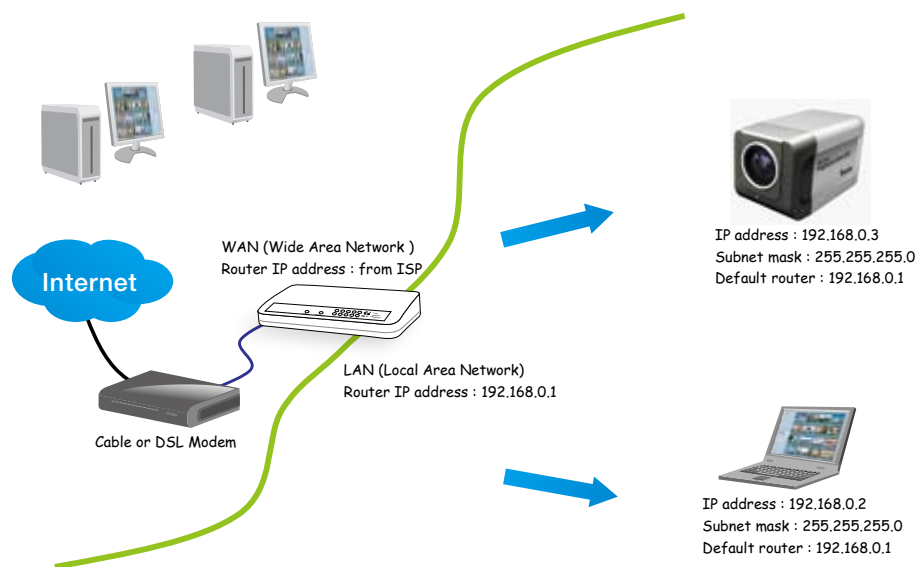 WAN (Wide Area Network )
Router IP address : from ISP
Internet
LAN (Local Area Network)
Router IP address : 192.168.0.1
Cable or DSL Modem
IP address : 192.168.0.3
Subnet mask : 255.255.255.0
Default router : 192.168.0.1
IP address : 192.168.0.2
Subnet mask : 255.255.255.0
Default router : 192.168.0.1